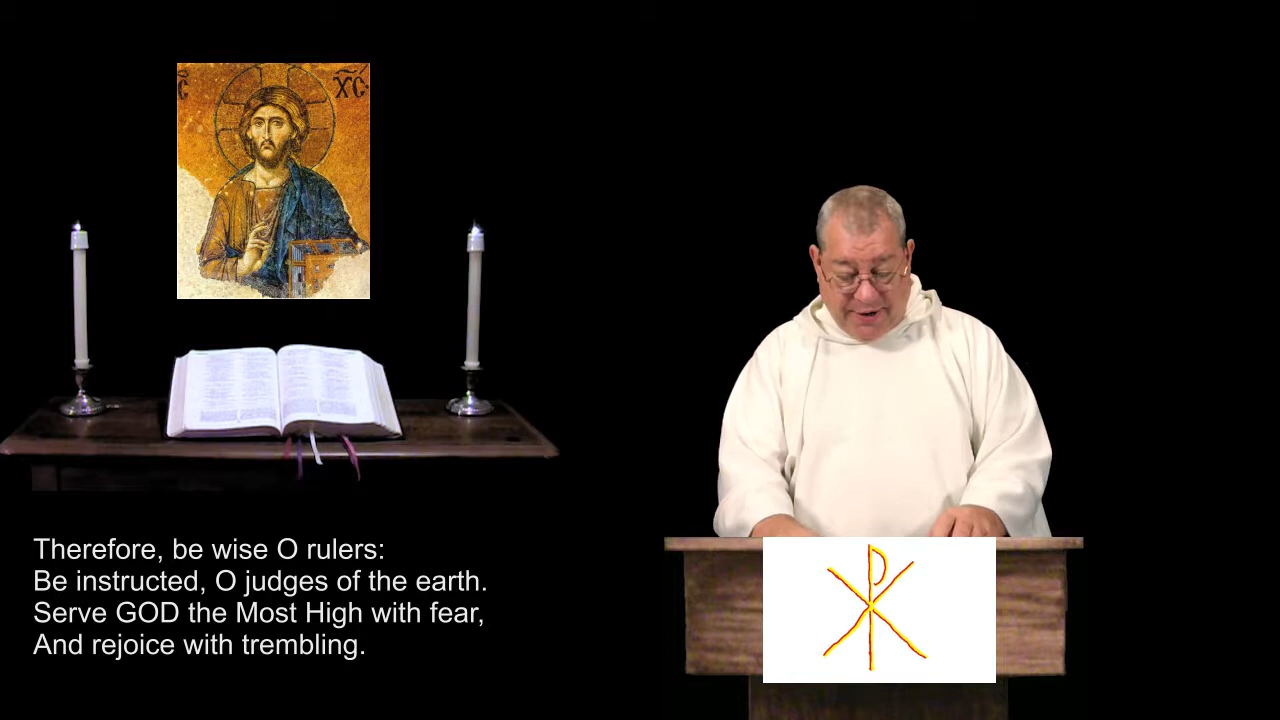 C
XC
Therefore, be wise O rulers:
Be instructed, O judges of the earth.
Serve GOD the Most High with fear,
And rejoice with trembling.